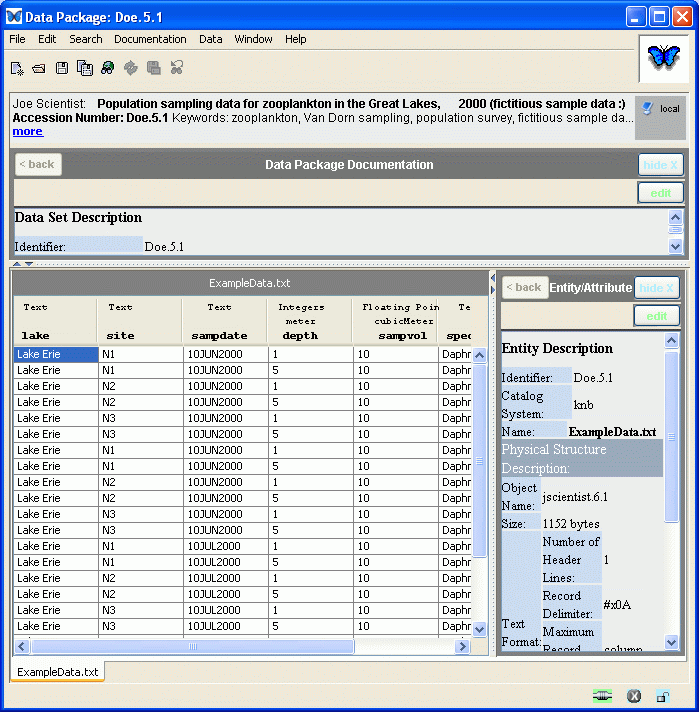 Data Package: Doe.5.1
File Edit Search Documentation Data Window Help
Joe Scientist: Population sampling data for zooplankton in the Great Lakes, 2000 (fictitious sample data :)
Accession Number: Doe.5.1 Keywords: zooplankton, Van Dorn sampling, population survey, fictitious sample da...
more
local
< back Data Package Documentation hide X
edit
Data Set Description
Identifier: Doe.5.1
ExampleData.txt
Text Text Text Integers Floating Poin Te
meter cubicMeter
lake site sampdate depth sampvol spec
Lake Erie N1 10JUN2000 1 10 Daphr
Lake Erie N1 10JUN2000 5 10 Daphr
Lake Erie N2 10JUN2000 1 10 Daphr
Lake Erie N2 10JUN2000 5 10 Daphr
Lake Erie N3 10JUN2000 1 10 Daphr
Lake Erie N3 10JUN2000 5 10 Daphr
Lake Erie N1 10JUN2000 1 10 Daphr
Lake Erie N1 10JUN2000 5 10 Daphr
Lake Erie N2 10JUN2000 1 10 Daphr
Lake Erie N2 10JUN2000 5 10 Daphr
Lake Erie N3 10JUN2000 1 10 Daphr
Lake Erie N3 10JUN2000 5 10 Daphr
Lake Erie N1 10JUL2000 1 10 Daphr
Lake Erie N1 10JUL2000 5 10 Daphr
Lake Erie N2 10JUL2000 1 10 Daphr
Lake Erie N2 10JUL2000 5 10 Daphr
Lake Erie N3 10JUL2000 1 10 Daphr
Lake Erie N3 10JUL2000 5 10 Daphr
< back Entity/Attribute hide X
edit
Entity Description
Identifier: Doe.5.1
Catalog
System: knb
Name: ExampleData.txt
Physical Structure
Description:
Object
Name: jscientist.6.1
Size: 1152 bytes
Number of
Header
Lines: 1
Record
Delimiter: #x0A
Text
Format:
Maximum
Record column
ExampleData.txt